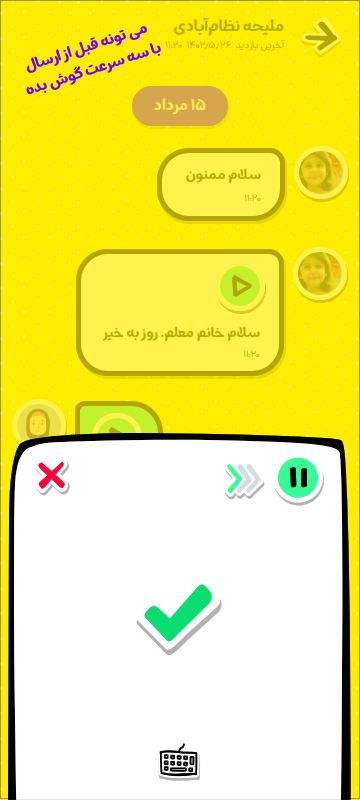 ملیحه نظام‌آبادی
آخرین بازدید ۱۴۰۲/۵/۲۶ ۱۱:۲۰
می تونه قبل از ارسال
با سه سرعت گوش بده
۱۵ مرداد
سلام ممنون
۱۱:۲۰
سلام خانم معلم. روز به خیر
۱۱:۲۰